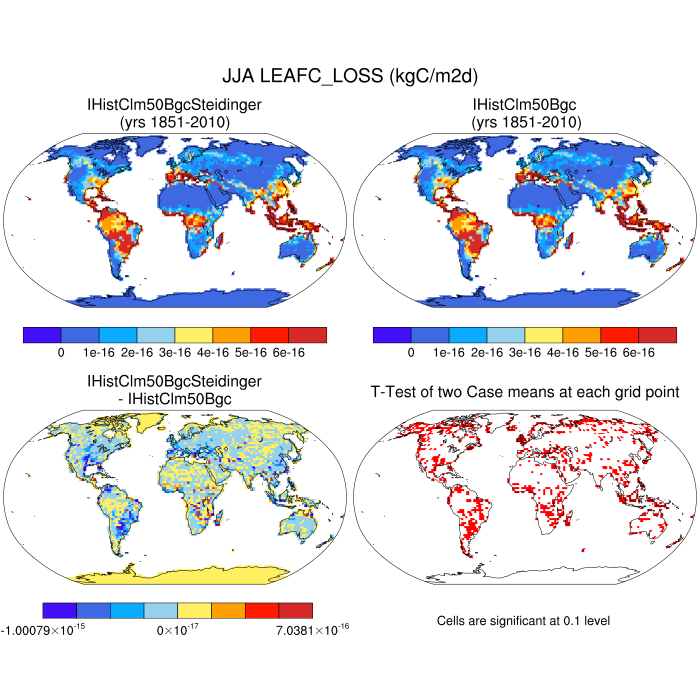 JJA LEAFC_LOSS (kgC/m2d)
IHistClm50BgcSteidinger
(yrs 1851-2010)
IHistClm50Bgc
(yrs 1851-2010)
0 1e-16 2e-16 3e-16 4e-16 5e-16 6e-16
0 1e-16 2e-16 3e-16 4e-16 5e-16 6e-16
IHistClm50BgcSteidinger
- IHistClm50Bgc
T-Test of two Case means at each grid point
-1.00079×10⁻¹⁵ 0×10⁻¹⁷ 7.0381×10⁻¹⁶
Cells are significant at 0.1 level